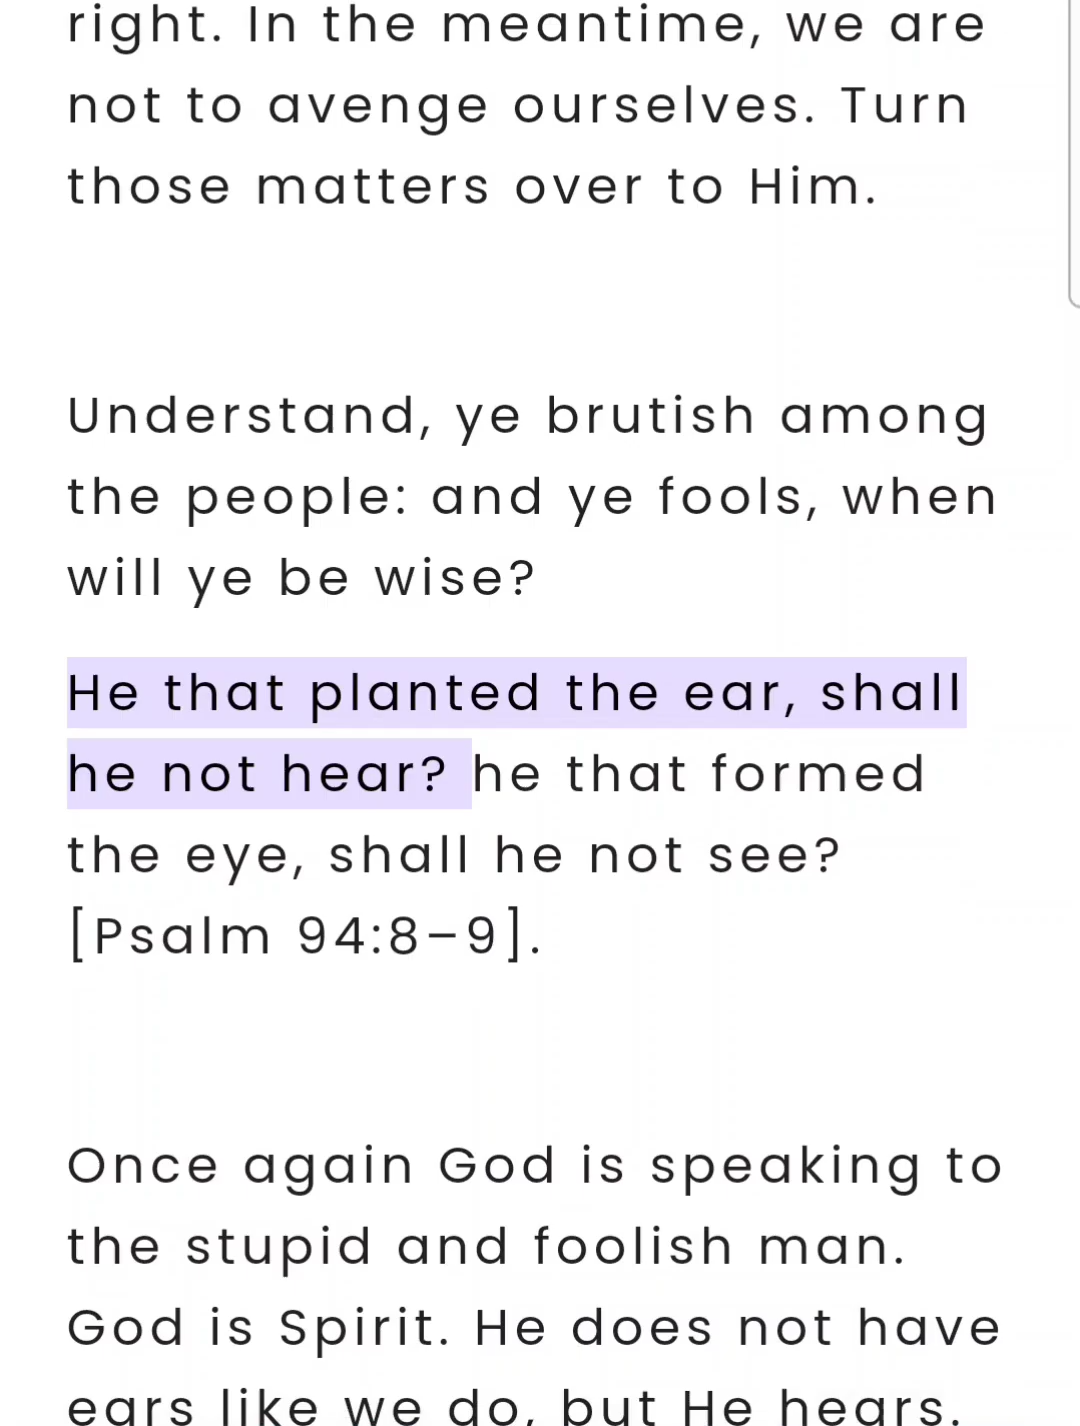 right. In the meantime, we are
not to avenge ourselves. Turn
those matters over to Him.
Understand, ye brutish among
the people: and ye fools, when
will ye be wise?
He that planted the ear, shall
he not hear? he that formed
the eye, shall he not see?
[Psalm 94:8–9].
Once again God is speaking to
the stupid and foolish man.
God is Spirit. He does not have
ears like we do, but He hears.